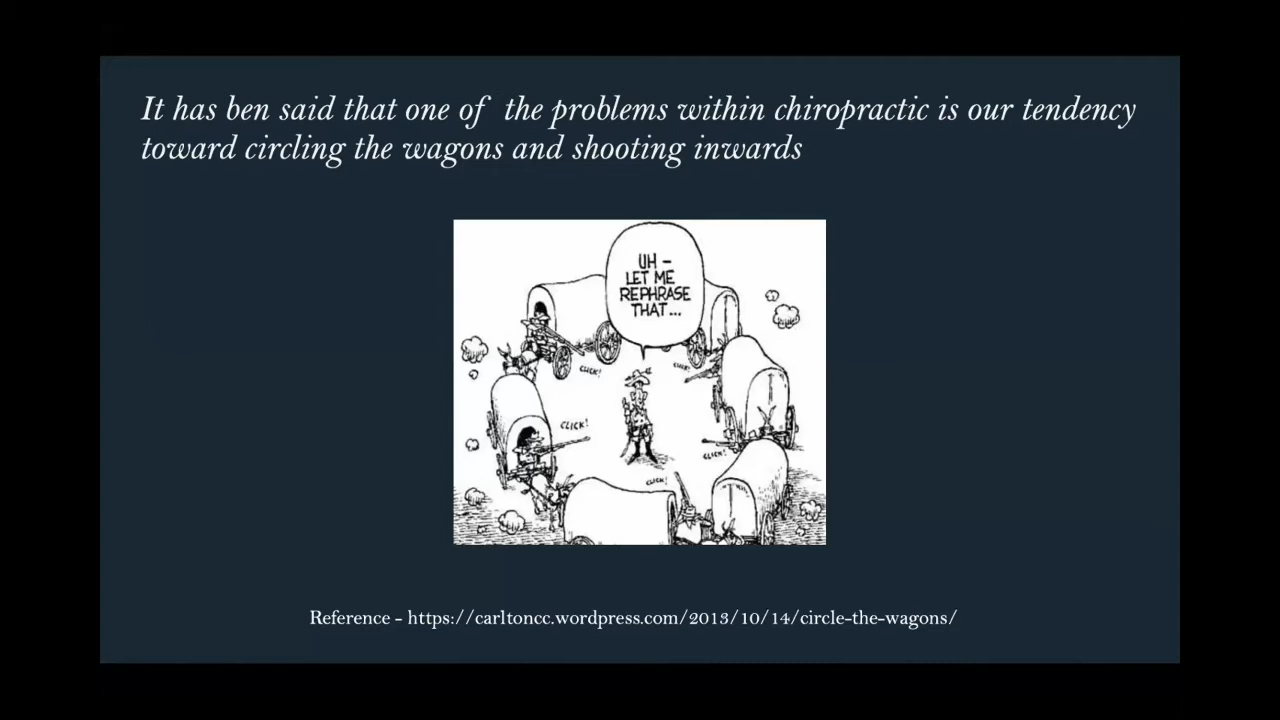 It has ben said that one of the problems within chiropractic is our tendency
toward circling the wagons and shooting inwards
UH –
LET ME
REPHRASE
THAT...
CLICK!
CLICK!
CLICK!
CLICK!
CLICK!
Reference - https://carltoncc.wordpress.com/2013/10/14/circle-the-wagons/